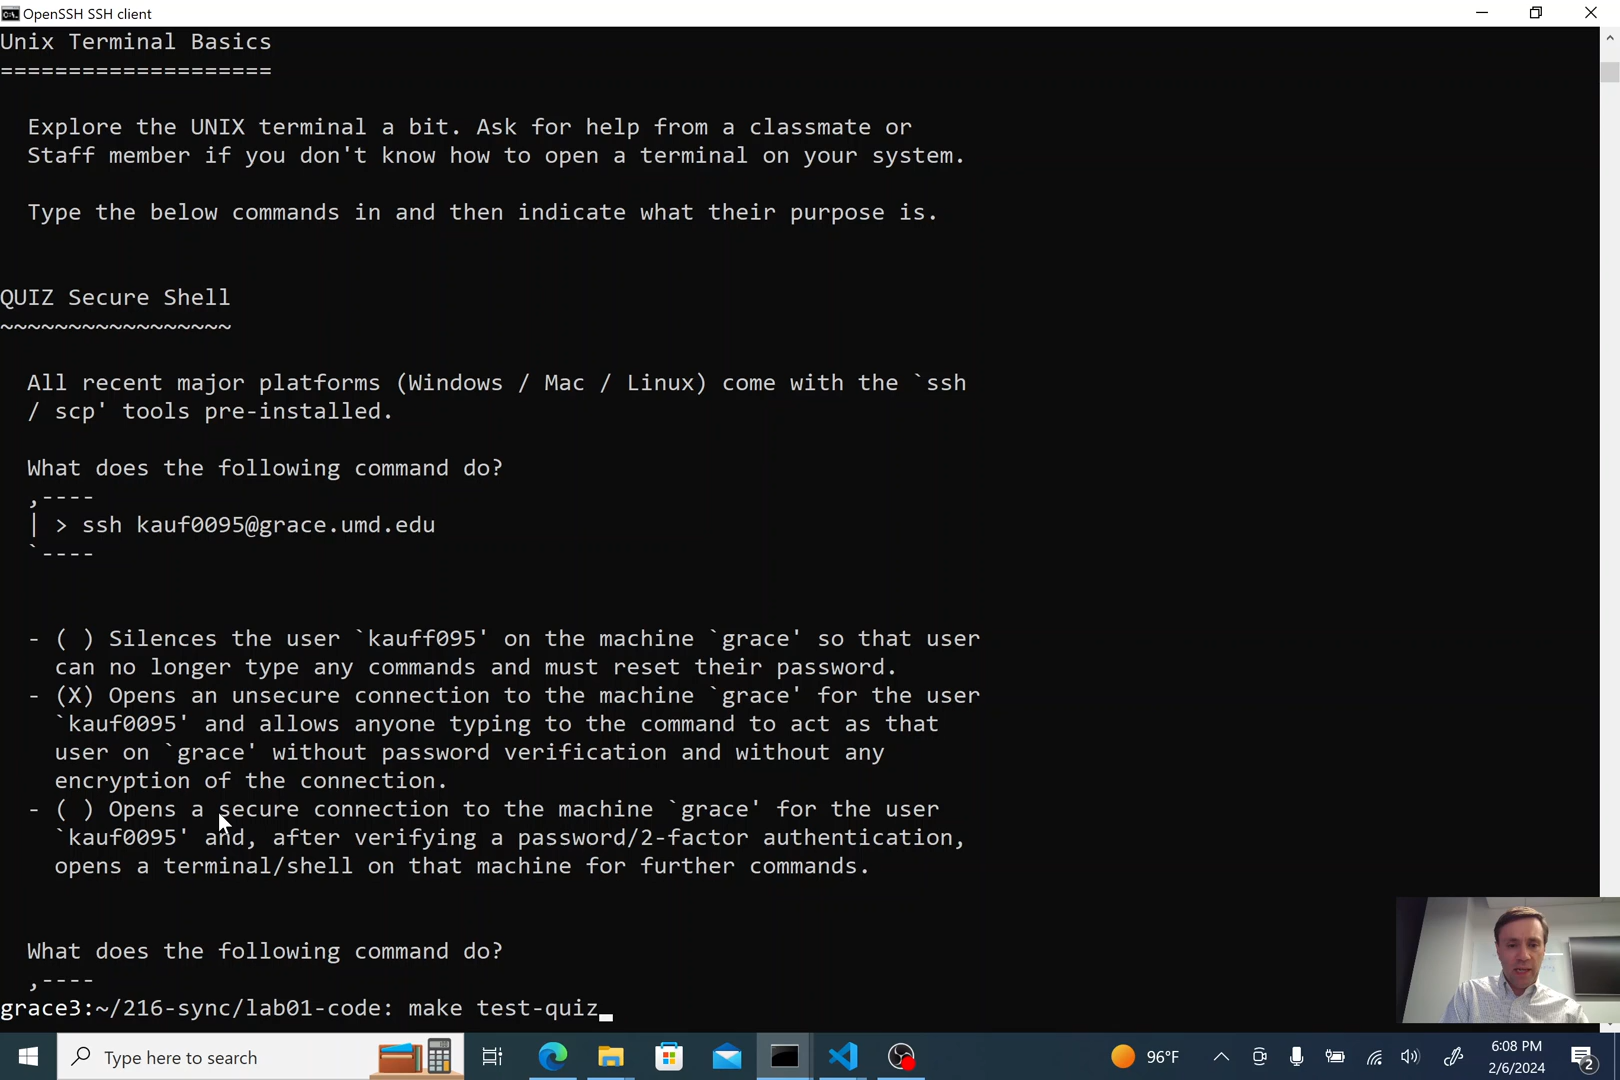 OpenSSH SSH client
Unix Terminal Basics
====================
Explore the UNIX terminal a bit. Ask for help from a classmate or
Staff member if you don't know how to open a terminal on your system.
Type the below commands in and then indicate what their purpose is.
QUIZ Secure Shell
~~~~~~~~~~~~~~~~~
All recent major platforms (Windows / Mac / Linux) come with the `ssh
/ scp' tools pre-installed.
What does the following command do?
,----
| > ssh kauf0095@grace.umd.edu
`----
- ( ) Silences the user `kauff095' on the machine `grace' so that user
can no longer type any commands and must reset their password.
- (X) Opens an unsecure connection to the machine `grace' for the user
`kauf0095' and allows anyone typing to the command to act as that
user on `grace' without password verification and without any
encryption of the connection.
- ( ) Opens a secure connection to the machine `grace' for the user
`kauf0095' and, after verifying a password/2-factor authentication,
opens a terminal/shell on that machine for further commands.
What does the following command do?
,----
grace3:~/216-sync/lab01-code: make test-quiz
Type here to search
96°F
6:08 PM
2/6/2024
2